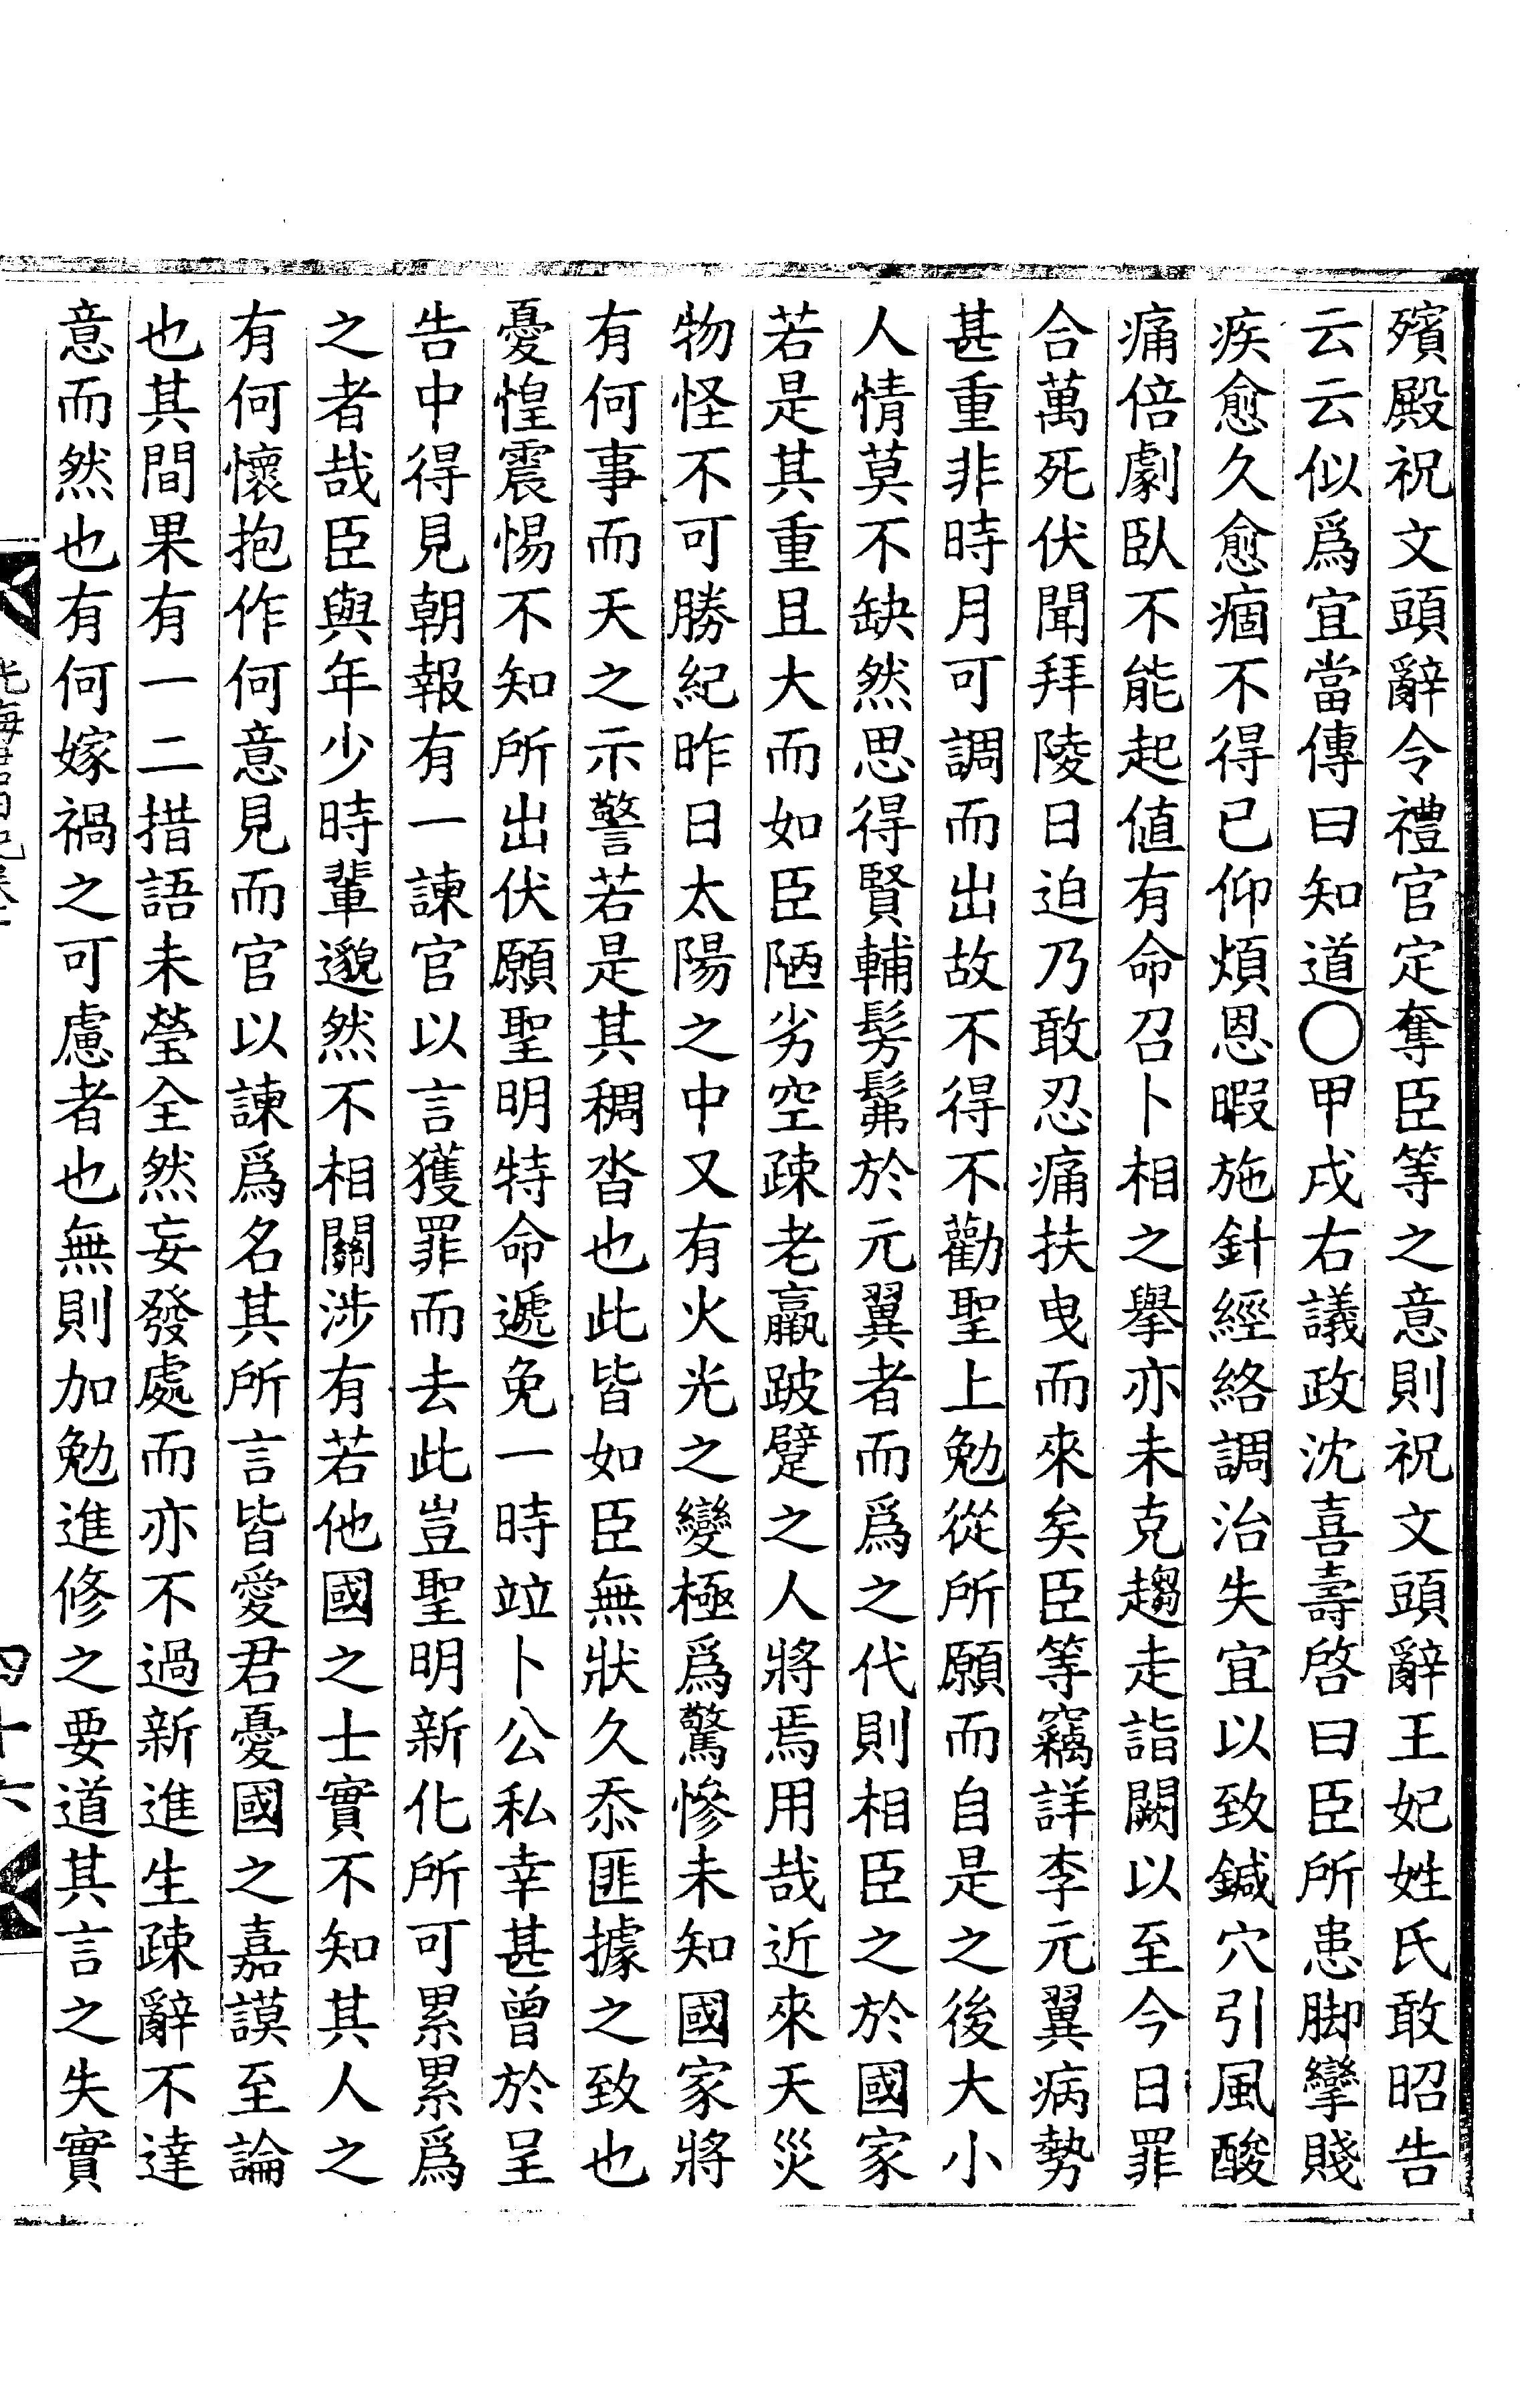 殯殿祝文頭辭令禮官定奪臣等之意則祝文頭辭王妃姓氏敢昭告
云云似爲宜當傳曰知道○甲戌右議政沈喜壽啓曰臣所患脚攣賤
疾愈久愈痼不得已仰煩恩暇施針經絡調治失宜以致鍼穴引風酸
痛倍劇臥不能起値有命召卜相之擧亦未克趨走詣闕以至今日罪
合萬死伏聞拜陵日迫乃敢忍痛扶曳而來矣臣等竊詳李元翼病勢
甚重非時月可調而出故不得不勸聖上勉從所願而自是之後大小
人情莫不缺然思得賢輔髣髴於元翼者而爲之代則相臣之於國家
若是其重且大而如臣陋劣空疎老羸跛躄之人將焉用哉近來天災
物怪不可勝紀昨日太陽之中又有火光之變極爲驚慘未知國家將
有何事而天之示警若是其稠沓也此皆如臣無狀久忝匪據之致也
憂惶震惕不知所出伏願聖明特命遞免一時竝卜公私幸甚曾於呈
告中得見朝報有一諫官以言獲罪而去此豈聖明新化所可累累爲
之者哉臣與年少時輩邈然不相關涉有若他國之士實不知其人之
有何懷抱作何意見而官以諫爲名其所言皆愛君憂國之嘉謨至論
也其間果有一二措語未瑩全然妄發處而亦不過新進生疎辭不達
意而然也有何嫁禍之可慮者也無則加勉進修之要道其言之失實